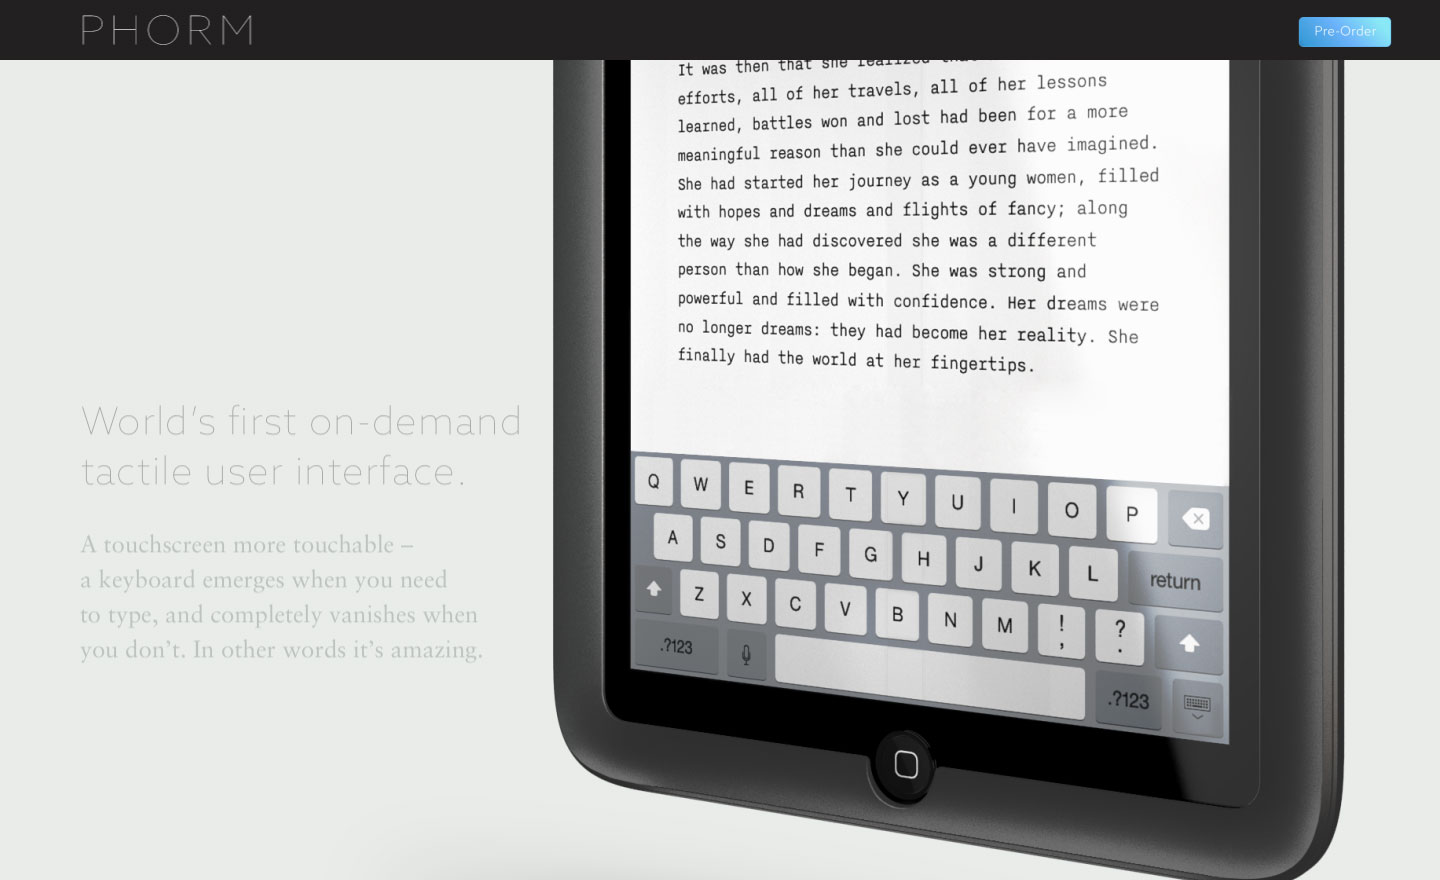 PHORM
Pre-Order
It was then that she realized
efforts, all of her travels, all of her lessons
learned, battles won and lost had been for a more
meaningful reason than she could ever have imagined.
She had started her journey as a young women, filled
with hopes and dreams and flights of fancy; along
the way she had discovered she was a different
person than how she began. She was strong and
powerful and filled with confidence. Her dreams were
no longer dreams: they had become her reality. She
finally had the world at her fingertips.
World's first on-demand
tactile user interface.
A touchscreen more touchable –
a keyboard emerges when you need
to type, and completely vanishes when
you don't. In other words it's amazing.
Q W E R T Y U I O P
A S D F G H J K L return
Z X C V B N M ! , ? .
.?123 .?123